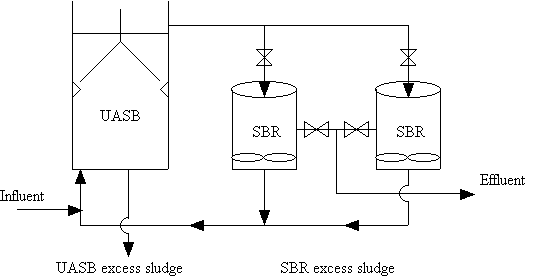 UASB
SBR
SBR
Influent
Effluent
UASB excess sludge
SBR excess sludge